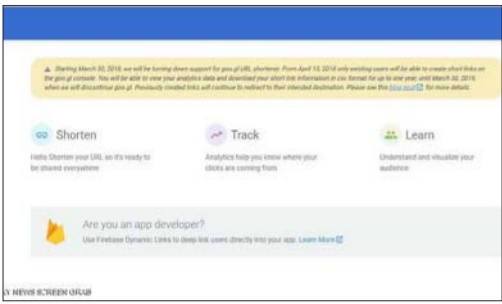 Starting March 30, 2018, we will be turning down support for goo.gl URL shortener. From April 13, 2018 only existing users will be able to create short links on
the goo.gl console. You will be able to view your analytics data and download your short link information in csv format for up to one year, until March 30, 2019,
when we will discontinue goo.gl. Previously created links will continue to redirect to their intended destination. Please see this blog post for more details.
Shorten
Track
Learn
Hello Shorten your URL so it's ready to
be shared everywhere
Analytics help you know where your
clicks are coming from
Understand and visualize your
audience
Are you an app developer?
Use Firebase Dynamic Links to deep link users directly into your app. Learn More
NEWS SCREEN GRAB